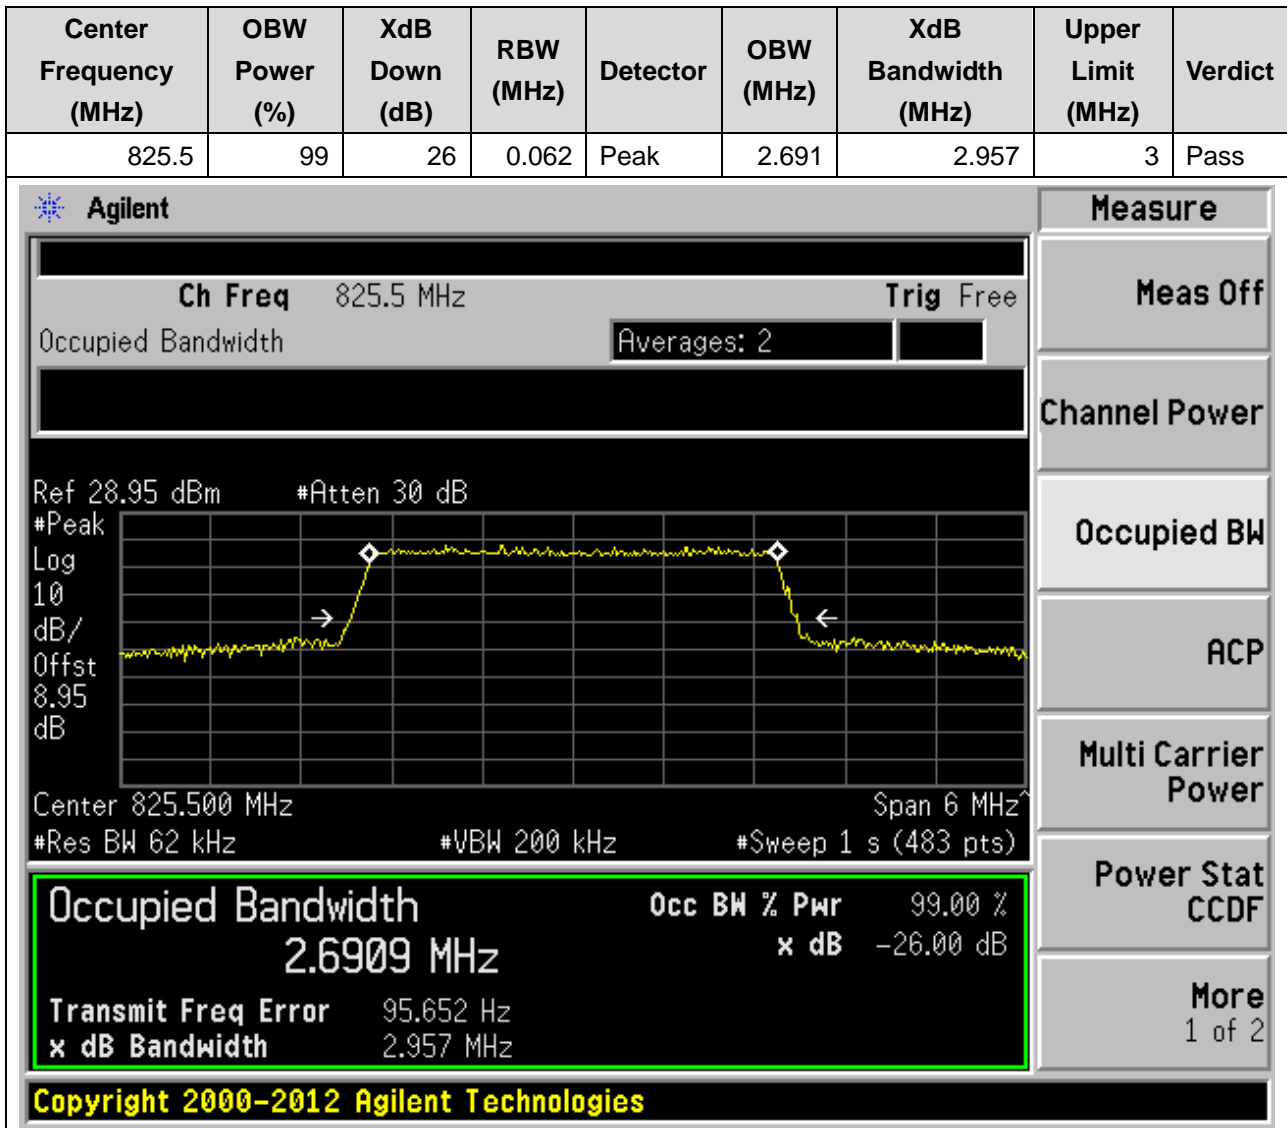 Center Frequency (MHz) OBW Power (%) XdB Down (dB) RBW (MHz) Detector OBW (MHz) XdB Bandwidth (MHz) Upper Limit (MHz) Verdict
825.5 99 26 0.062 Peak 2.691 2.957 3 Pass
Agilent
Measure
Ch Freq 825.5 MHz Trig Free
Occupied Bandwidth Averages: 2
Meas Off
Channel Power
Occupied BW
ACP
Multi Carrier
Power
Power Stat
CCDF
More
1 of 2
Ref 28.95 dBm #Atten 30 dB
#Peak
Log
10
dB/
Offst
8.95
dB
Center 825.500 MHz Span 6 MHz^
#Res BW 62 kHz #VBW 200 kHz #Sweep 1 s (483 pts)
Occupied Bandwidth Occ BW % Pwr 99.00 %
2.6909 MHz x dB -26.00 dB
Transmit Freq Error 95.652 Hz
x dB Bandwidth 2.957 MHz
Copyright 2000-2012 Agilent Technologies